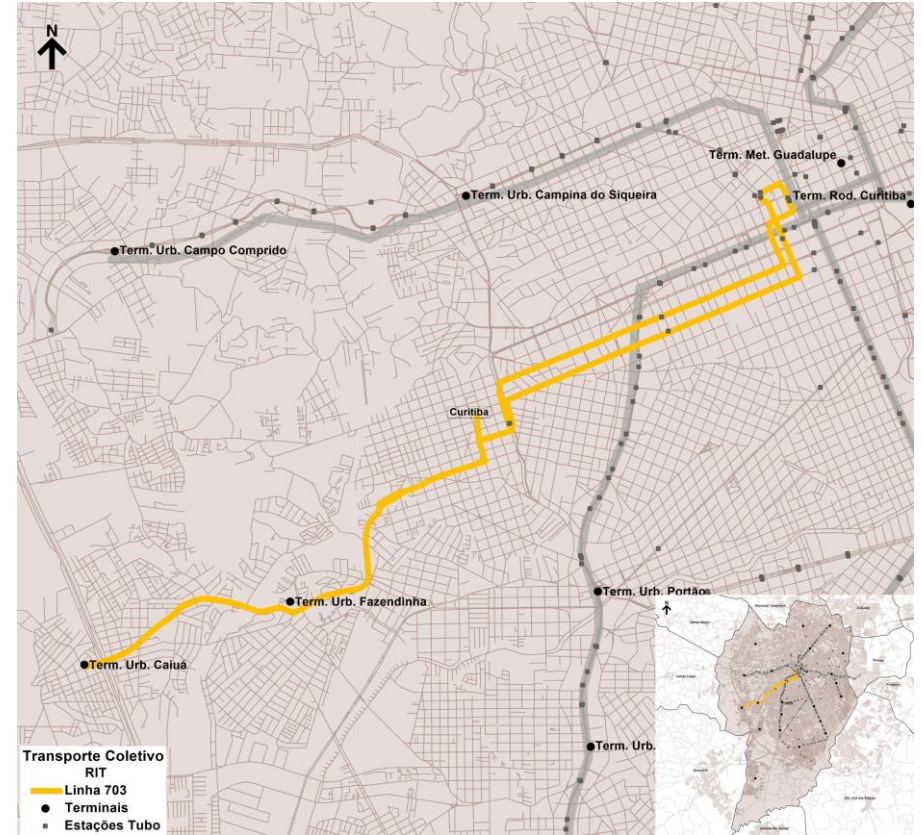 N
Term. Met. Guadalupe
Term. Urb. Campina do Siqueira
Term. Rod. Curitiba
Term. Urb. Campo Comprido
Curitiba
Term. Urb. Portão
Term. Urb. Fazendinha
Term. Urb. Caiuá
Term. Urb.
Transporte Coletivo
RIT
Linha 703
Terminais
Estações Tubo
N